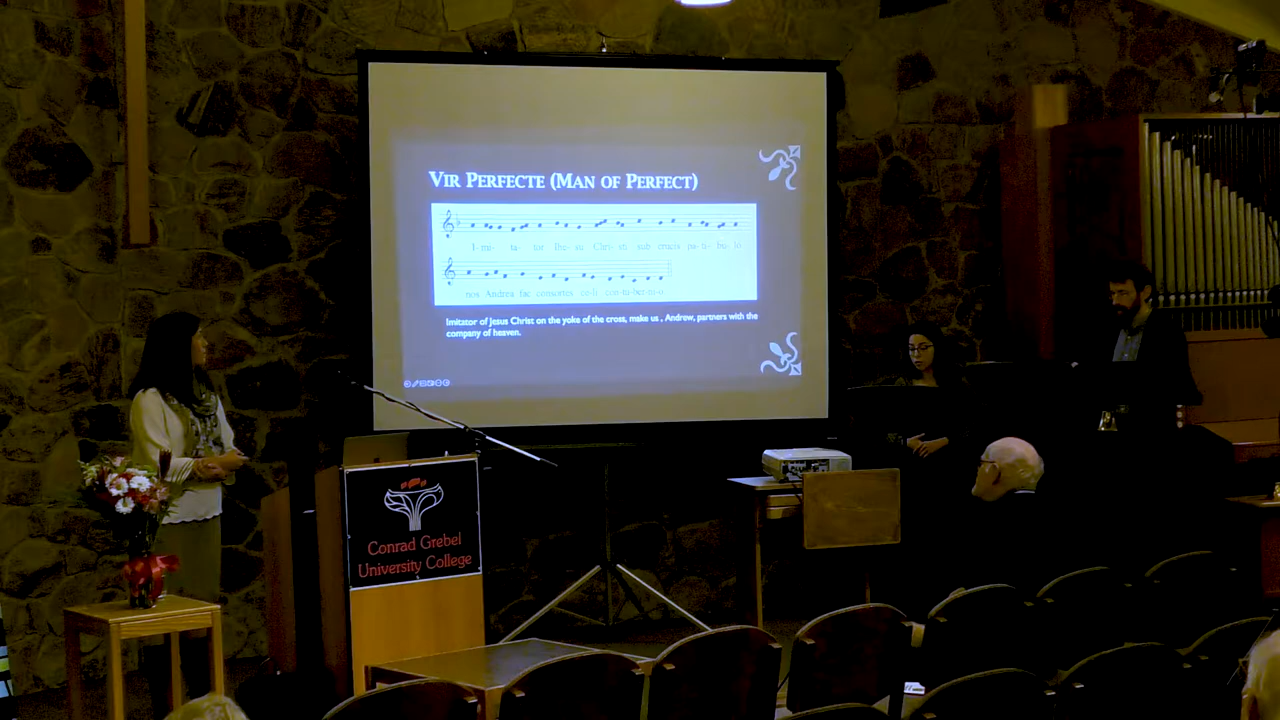 VIR PERFECTE (MAN OF PERFECT)
I- mi- ta- tor Ihe- su Chri- sti sub crucis pa-ti- bu- lo
nos Andrea fac consortes ce-li con-tu-ber-ni-o
Imitator of Jesus Christ on the yoke of the cross, make us , Andrew, partners with the
company of heaven.
Conrad Grebel
University College